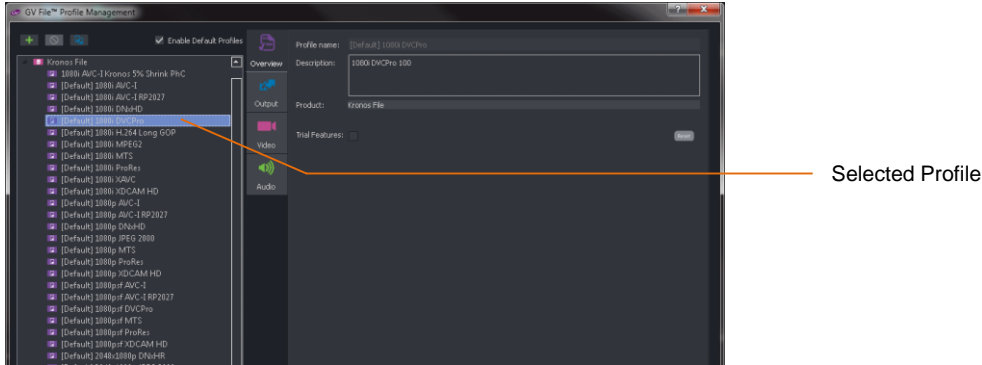 GV File™ Profile Management
Enable Default Profiles
Kronos File
1080i AVC-I Kronos 5% Shrink PhC
[Default] 1080i AVC-I
[Default] 1080i AVC-I RP2027
[Default] 1080i DNxHD
[Default] 1080i DVCPro
[Default] 1080i H.264 Long GOP
[Default] 1080i MPEG2
[Default] 1080i MTS
[Default] 1080i ProRes
[Default] 1080i XAVC
[Default] 1080i XDCAM HD
[Default] 1080p AVC-I
[Default] 1080p AVC-I RP2027
[Default] 1080p DNxHD
[Default] 1080p JPEG 2000
[Default] 1080p MTS
[Default] 1080p ProRes
[Default] 1080p XDCAM HD
[Default] 1080psf AVC-I
[Default] 1080psf AVC-I RP2027
[Default] 1080psf DVCPro
[Default] 1080psf MTS
[Default] 1080psf ProRes
[Default] 1080psf XDCAM HD
[Default] 2048x1080p DNxHR
Overview
Output
Video
Audio
Profile name: [Default] 1080i DVCPro
Description: 1080i DVCPro 100
Product: Kronos File
Trial Features:
Reset
Selected Profile